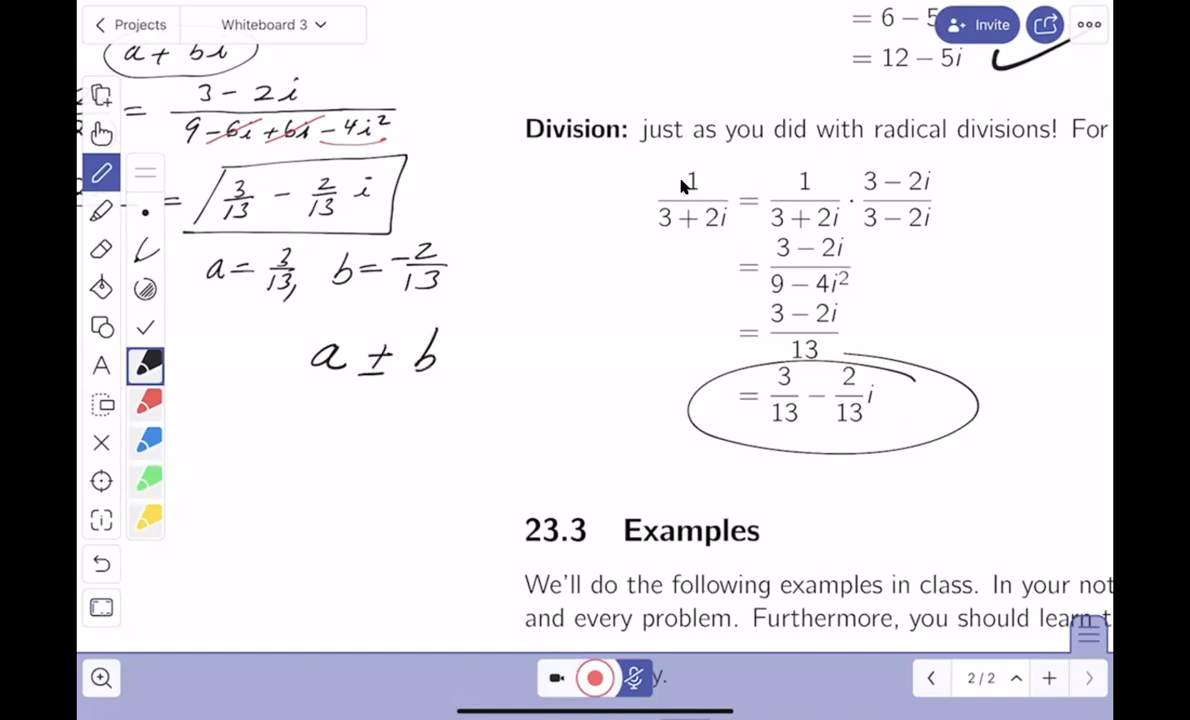 Projects
Whiteboard 3
Invite
a + bi
= 3 - 2i / 9 - 6i + 6i - 4i²
= 3/13 - 2/13 i
a = 3/13, b = -2/13
a ± b
= 6 − 5
= 12 − 5i
Division: just as you did with radical divisions! For
1/(3 + 2i) = 1/(3 + 2i) · (3 − 2i)/(3 − 2i)
= (3 − 2i)/(9 − 4i²)
= (3 − 2i)/13
= 3/13 − 2/13 i
23.3 Examples
We'll do the following examples in class. In your not
and every problem. Furthermore, you should learn t
y.
2/2